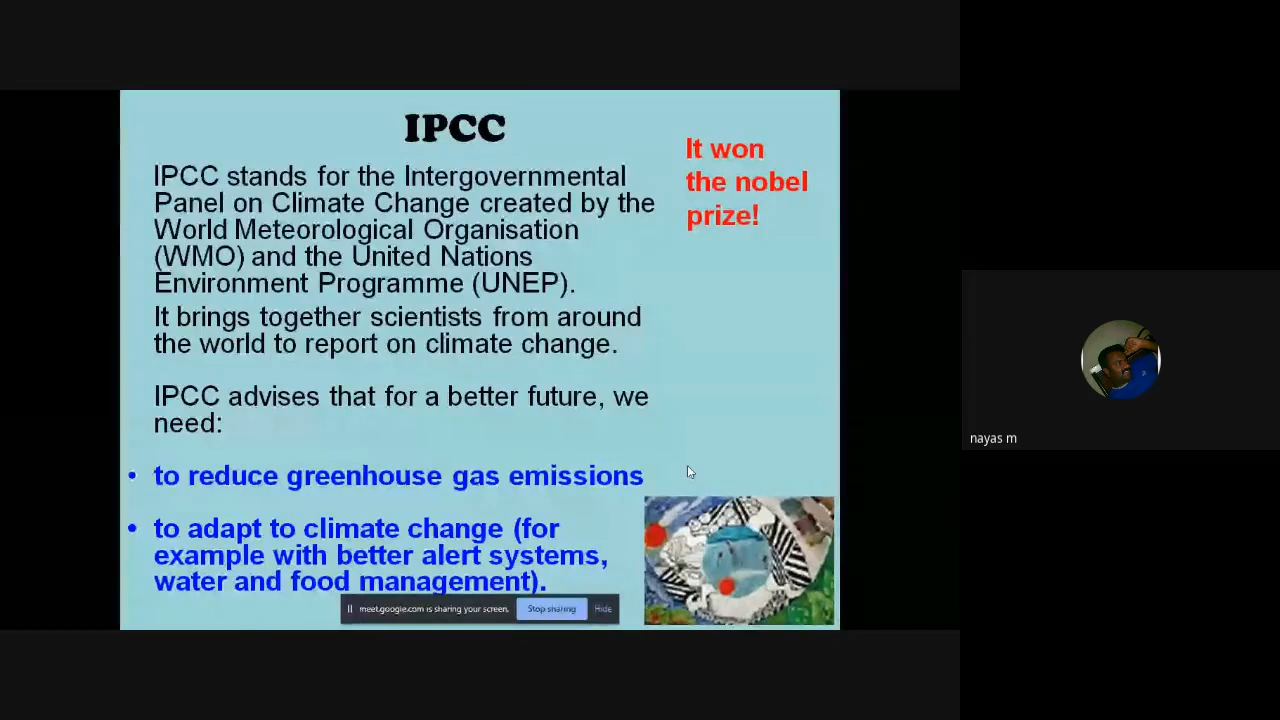 IPCC
It won
the nobel
prize!
IPCC stands for the Intergovernmental
Panel on Climate Change created by the
World Meteorological Organisation
(WMO) and the United Nations
Environment Programme (UNEP).
It brings together scientists from around
the world to report on climate change.
IPCC advises that for a better future, we
need:
• to reduce greenhouse gas emissions
• to adapt to climate change (for
example with better alert systems,
water and food management).
meet.google.com is sharing your screen. Stop sharing Hide
nayas m